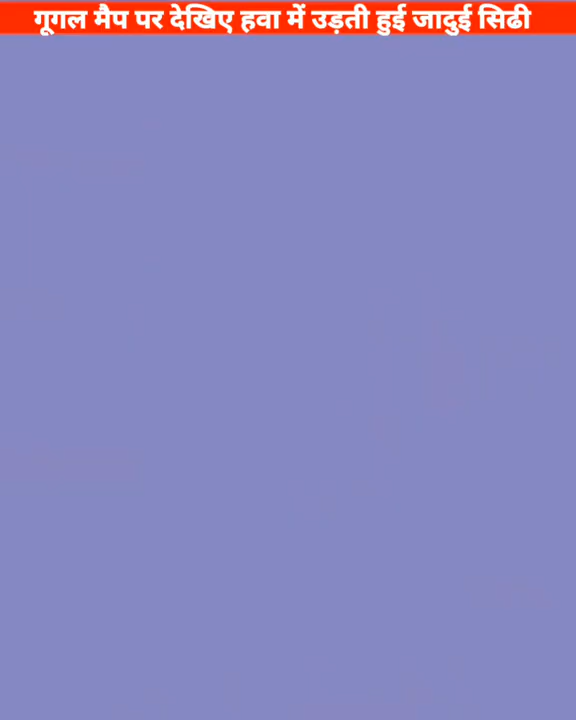 गूगल मैप पर देखिए हवा में उड़ती हुई जादुई सिढी